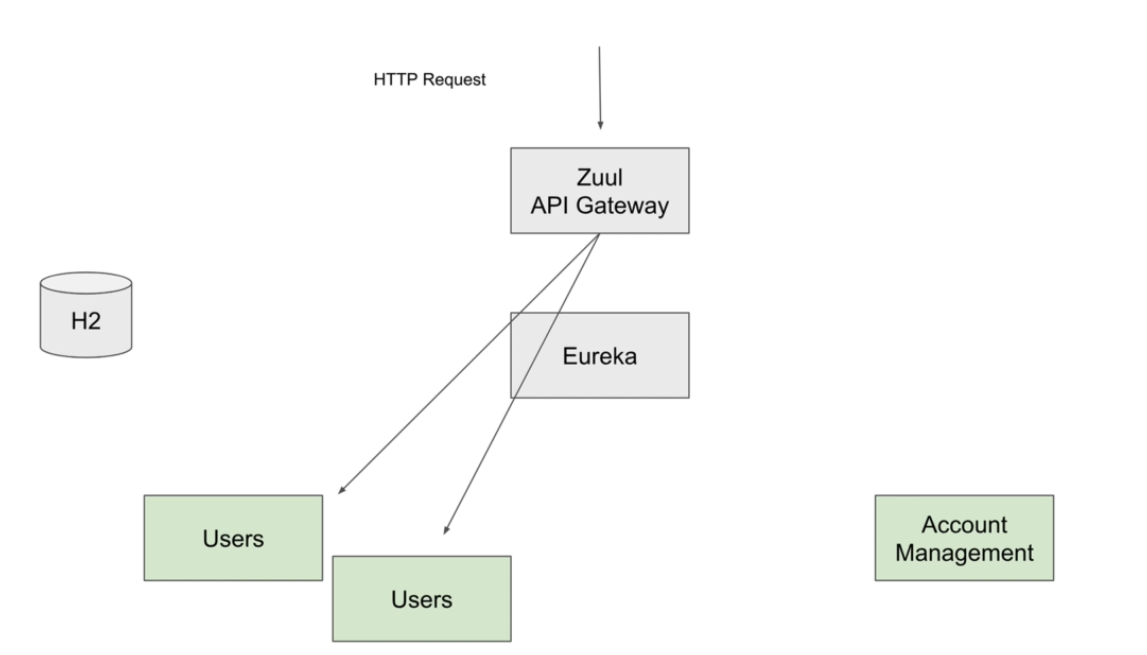 HTTP Request
Zuul
API Gateway
H2
Eureka
Users
Users
Account
Management